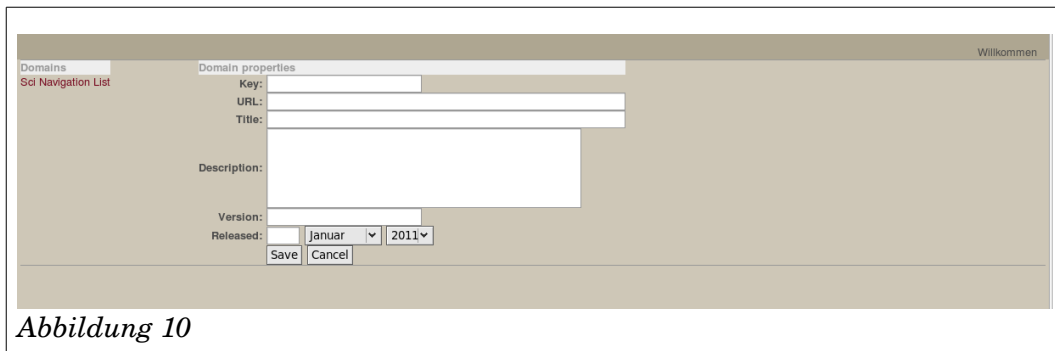 Willkommen
Domains
Domain properties
Sci Navigation List
Key:
URL:
Title:
Description:
Version:
Released: Januar 2011
Save Cancel
Abbildung 10